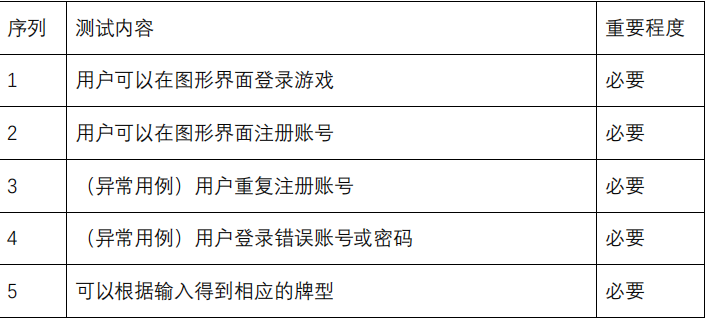 序列 测试内容 重要程度
1 用户可以在图形界面登录游戏 必要
2 用户可以在图形界面注册账号 必要
3 （异常用例）用户重复注册账号 必要
4 （异常用例）用户登录错误账号或密码 必要
5 可以根据输入得到相应的牌型 必要